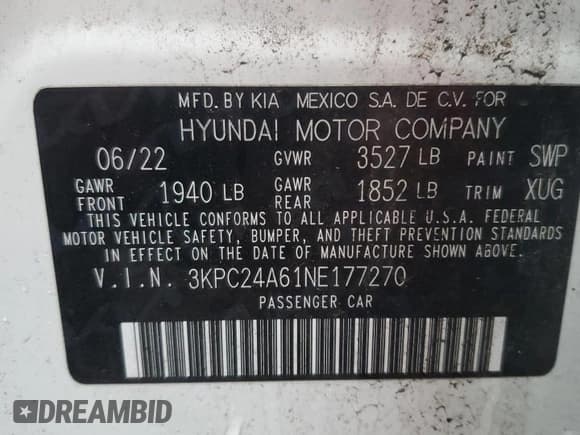 MFD. BY KIA MEXICO S.A. DE C.V. FOR
HYUNDAI MOTOR COMPANY
06/22 GVWR 3527 LB PAINT SWP
GAWR FRONT 1940 LB GAWR REAR 1852 LB TRIM XUG
THIS VEHICLE CONFORMS TO ALL APPLICABLE U.S.A. FEDERAL
MOTOR VEHICLE SAFETY, BUMPER, AND THEFT PREVENTION STANDARDS
IN EFFECT ON THE DATE OF MANUFACTURE SHOWN ABOVE
V.I.N. 3KPC24A61NE177270
PASSENGER CAR
DREAMBID